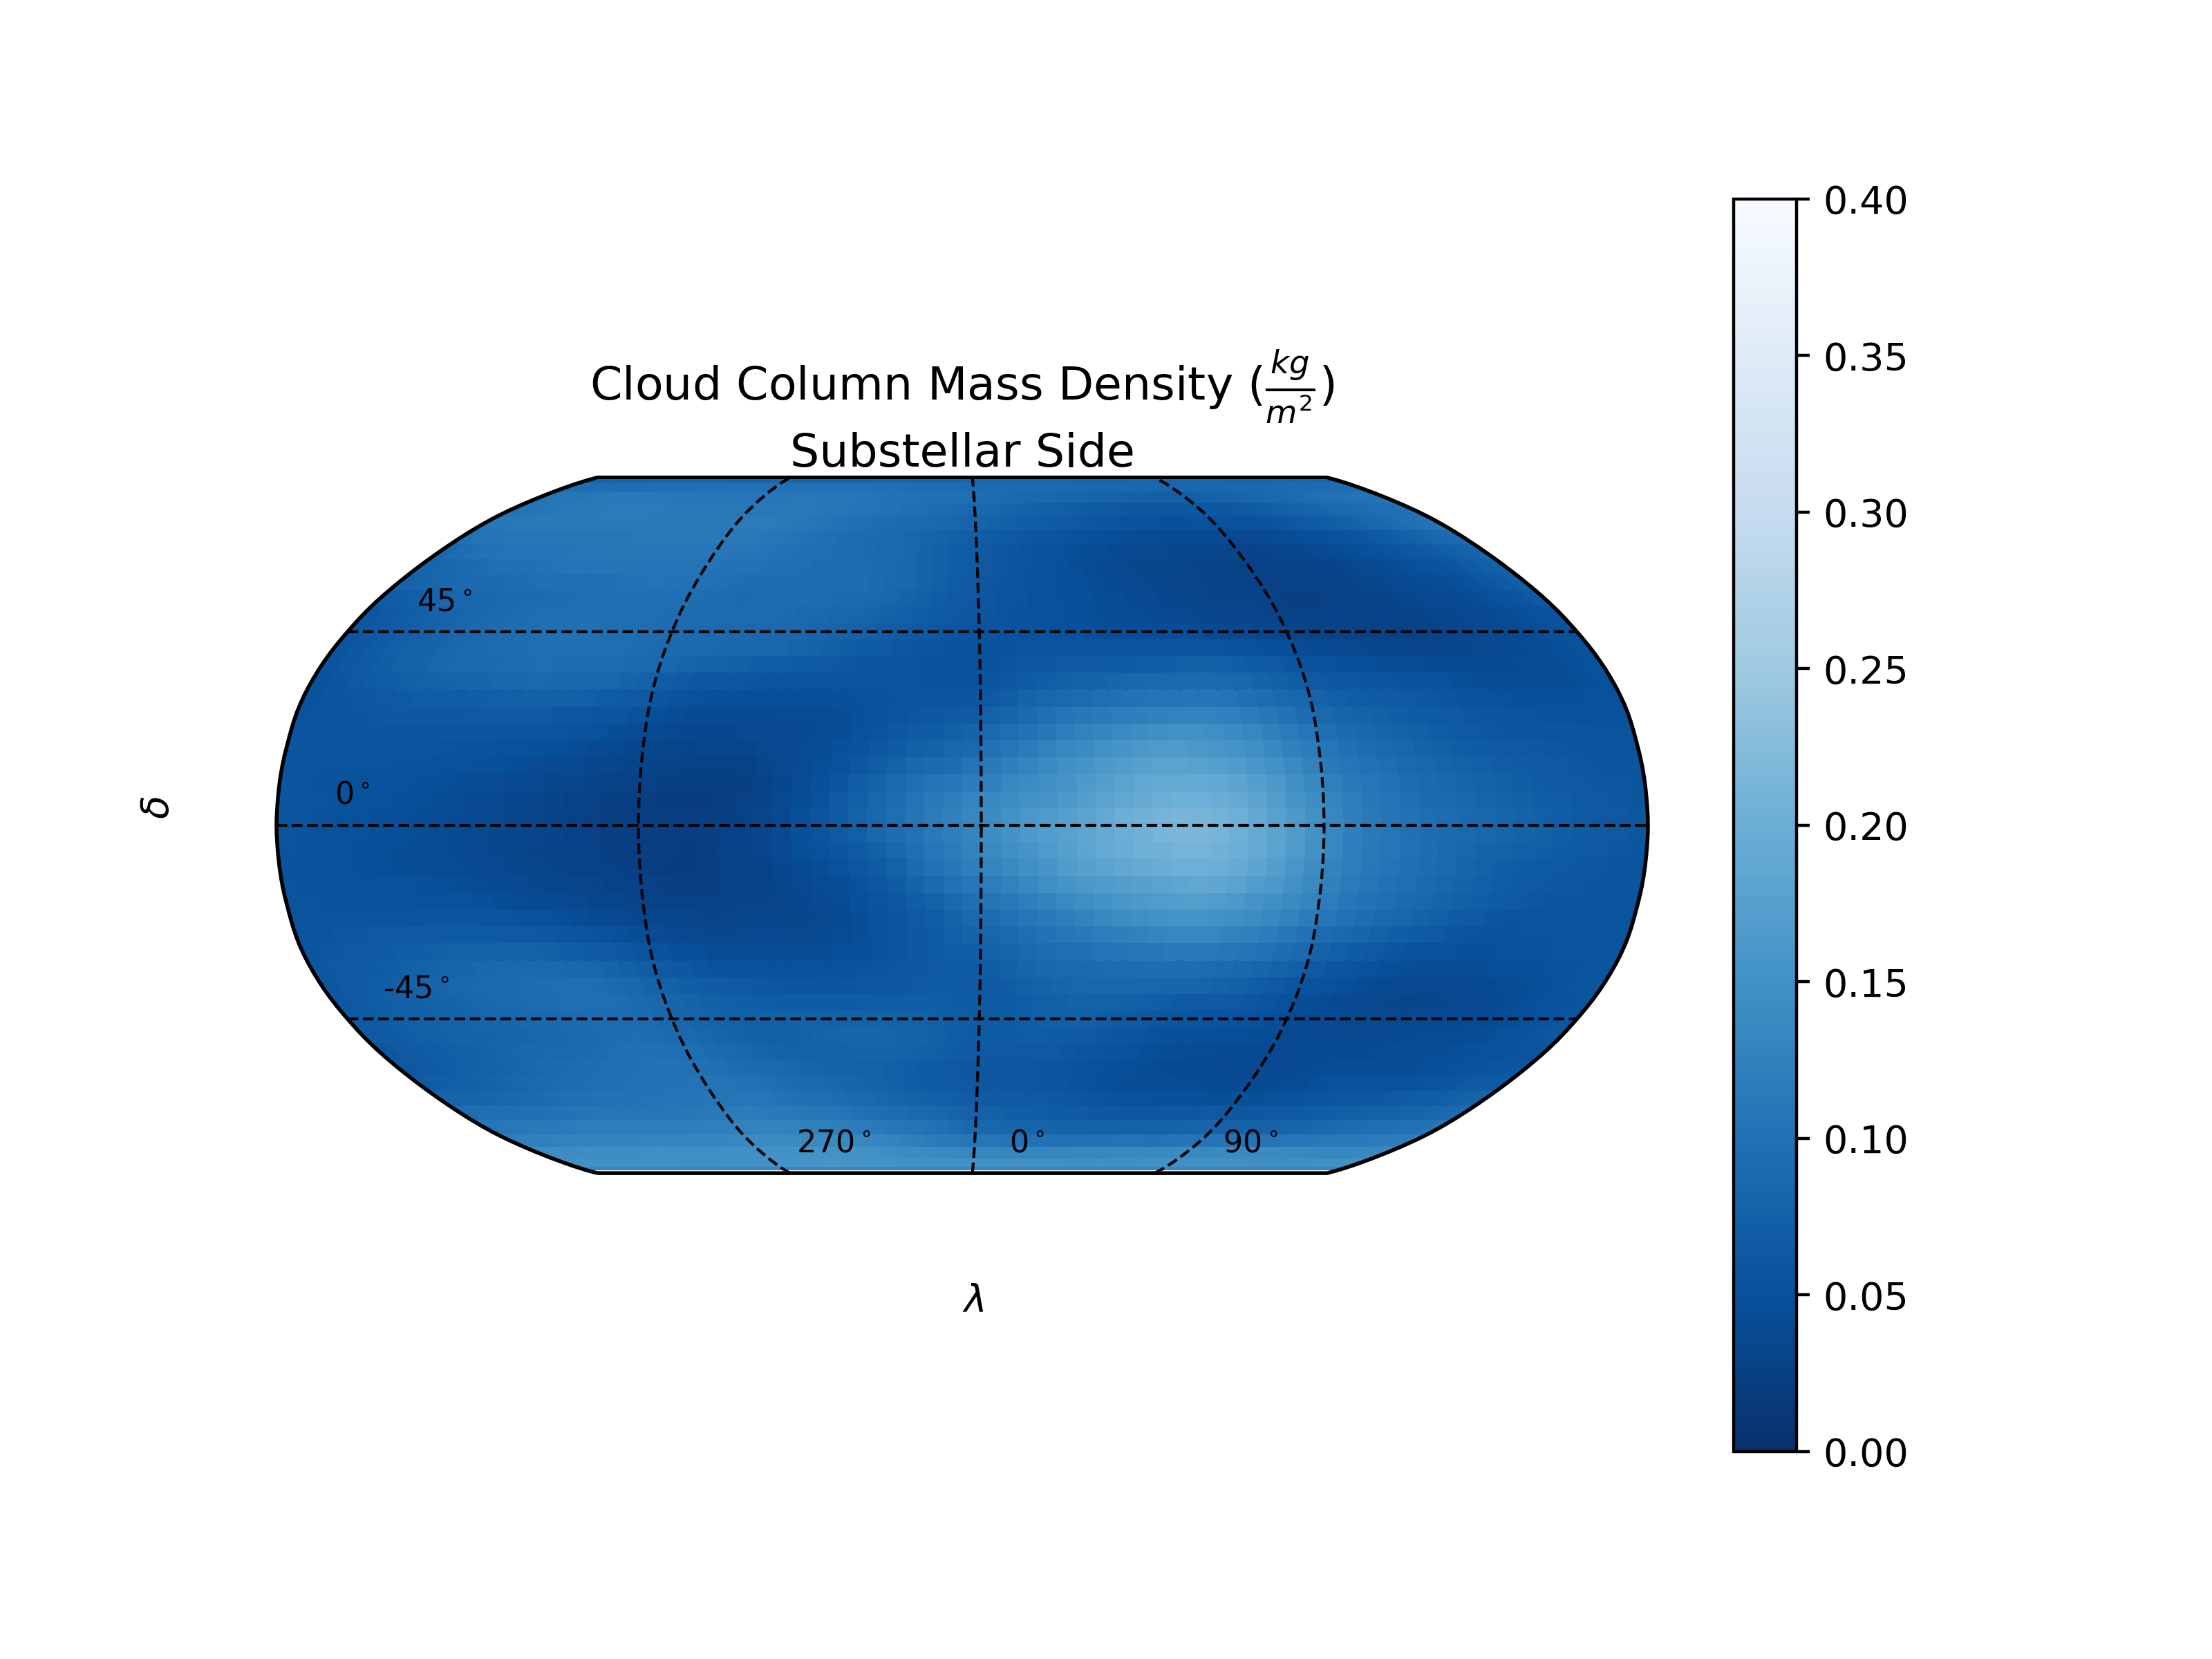 Cloud Column Mass Density (kg/m²)
Substellar Side
0.40
0.35
0.30
0.25
0.20
0.15
0.10
0.05
0.00
45°
0°
-45°
270° 0° 90°
δ
λ